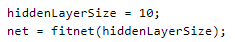 hiddenLayerSize = 10;
net = fitnet(hiddenLayerSize);